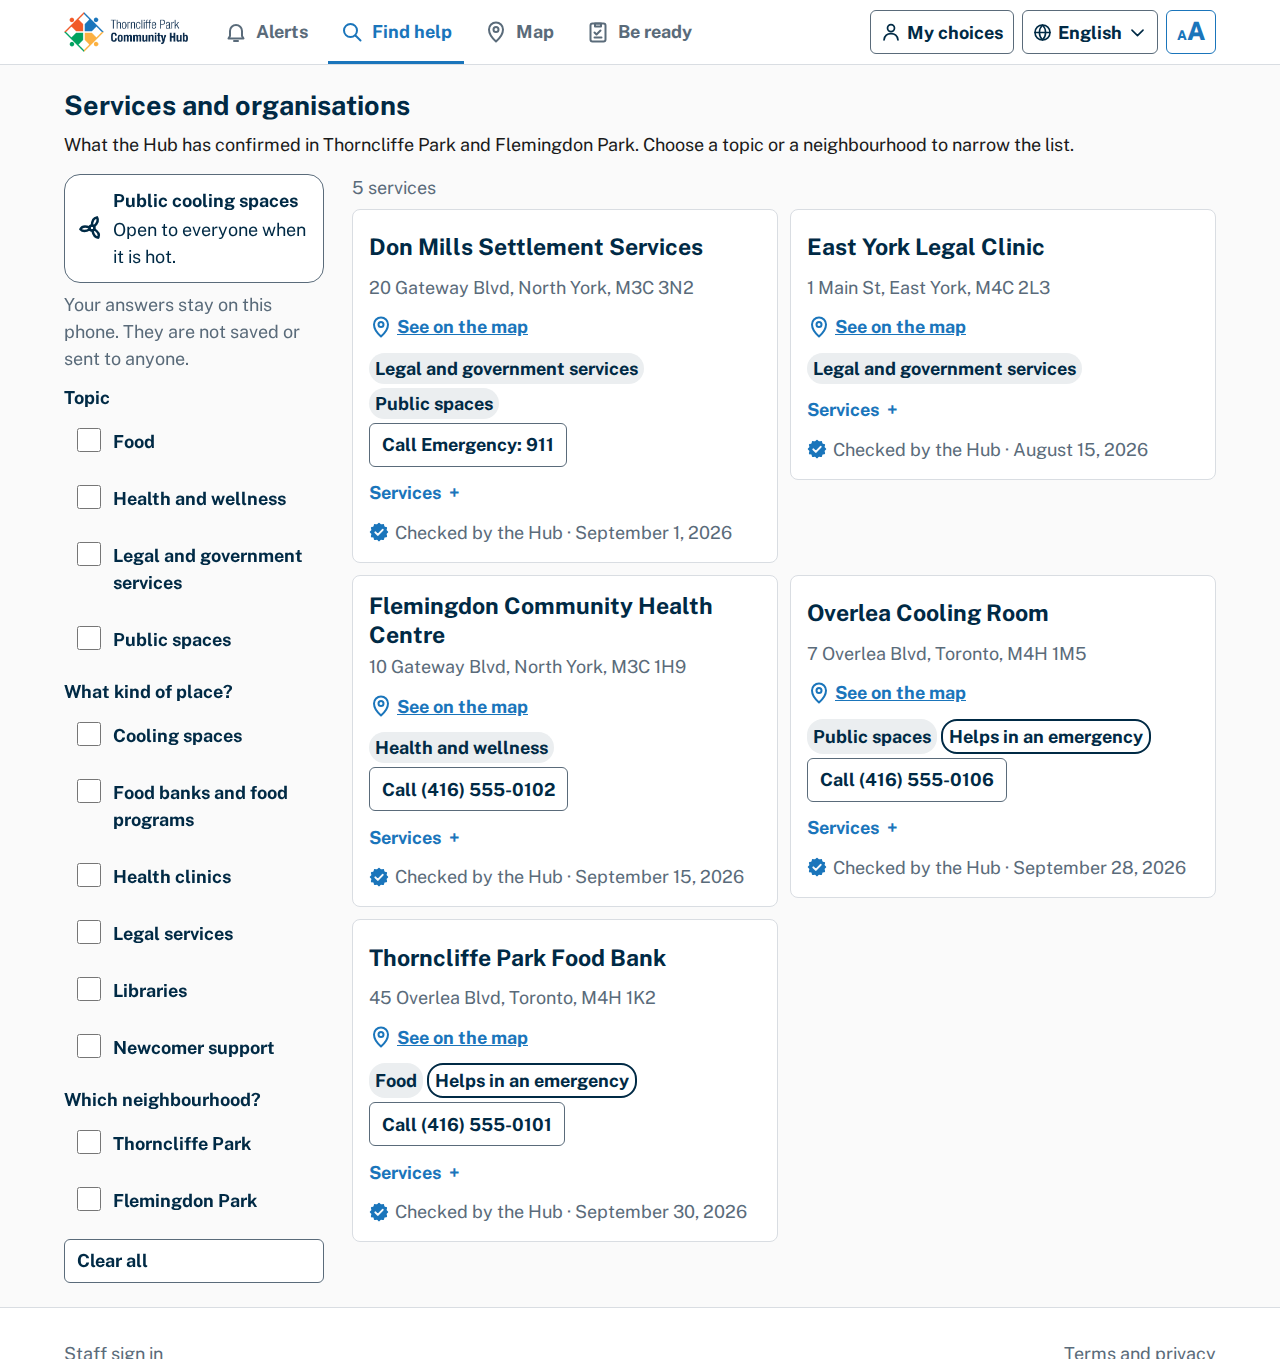 Thorncliffe Park
Community Hub
Alerts
Find help
Map
Be ready
My choices
English
AA
Services and organisations
What the Hub has confirmed in Thorncliffe Park and Flemingdon Park. Choose a topic or a neighbourhood to narrow the list.
Public cooling spaces
Open to everyone when
it is hot.
Your answers stay on this
phone. They are not saved or
sent to anyone.
Topic
Food
Health and wellness
Legal and government
services
Public spaces
What kind of place?
Cooling spaces
Food banks and food
programs
Health clinics
Legal services
Libraries
Newcomer support
Which neighbourhood?
Thorncliffe Park
Flemingdon Park
Clear all
5 services
Don Mills Settlement Services
20 Gateway Blvd, North York, M3C 3N2
See on the map
Legal and government services
Public spaces
Call Emergency: 911
Services +
Checked by the Hub · September 1, 2026
East York Legal Clinic
1 Main St, East York, M4C 2L3
See on the map
Legal and government services
Services +
Checked by the Hub · August 15, 2026
Flemingdon Community Health
Centre
10 Gateway Blvd, North York, M3C 1H9
See on the map
Health and wellness
Call (416) 555-0102
Services +
Checked by the Hub · September 15, 2026
Overlea Cooling Room
7 Overlea Blvd, Toronto, M4H 1M5
See on the map
Public spaces
Helps in an emergency
Call (416) 555-0106
Services +
Checked by the Hub · September 28, 2026
Thorncliffe Park Food Bank
45 Overlea Blvd, Toronto, M4H 1K2
See on the map
Food
Helps in an emergency
Call (416) 555-0101
Services +
Checked by the Hub · September 30, 2026
Staff sign in
Terms and privacy